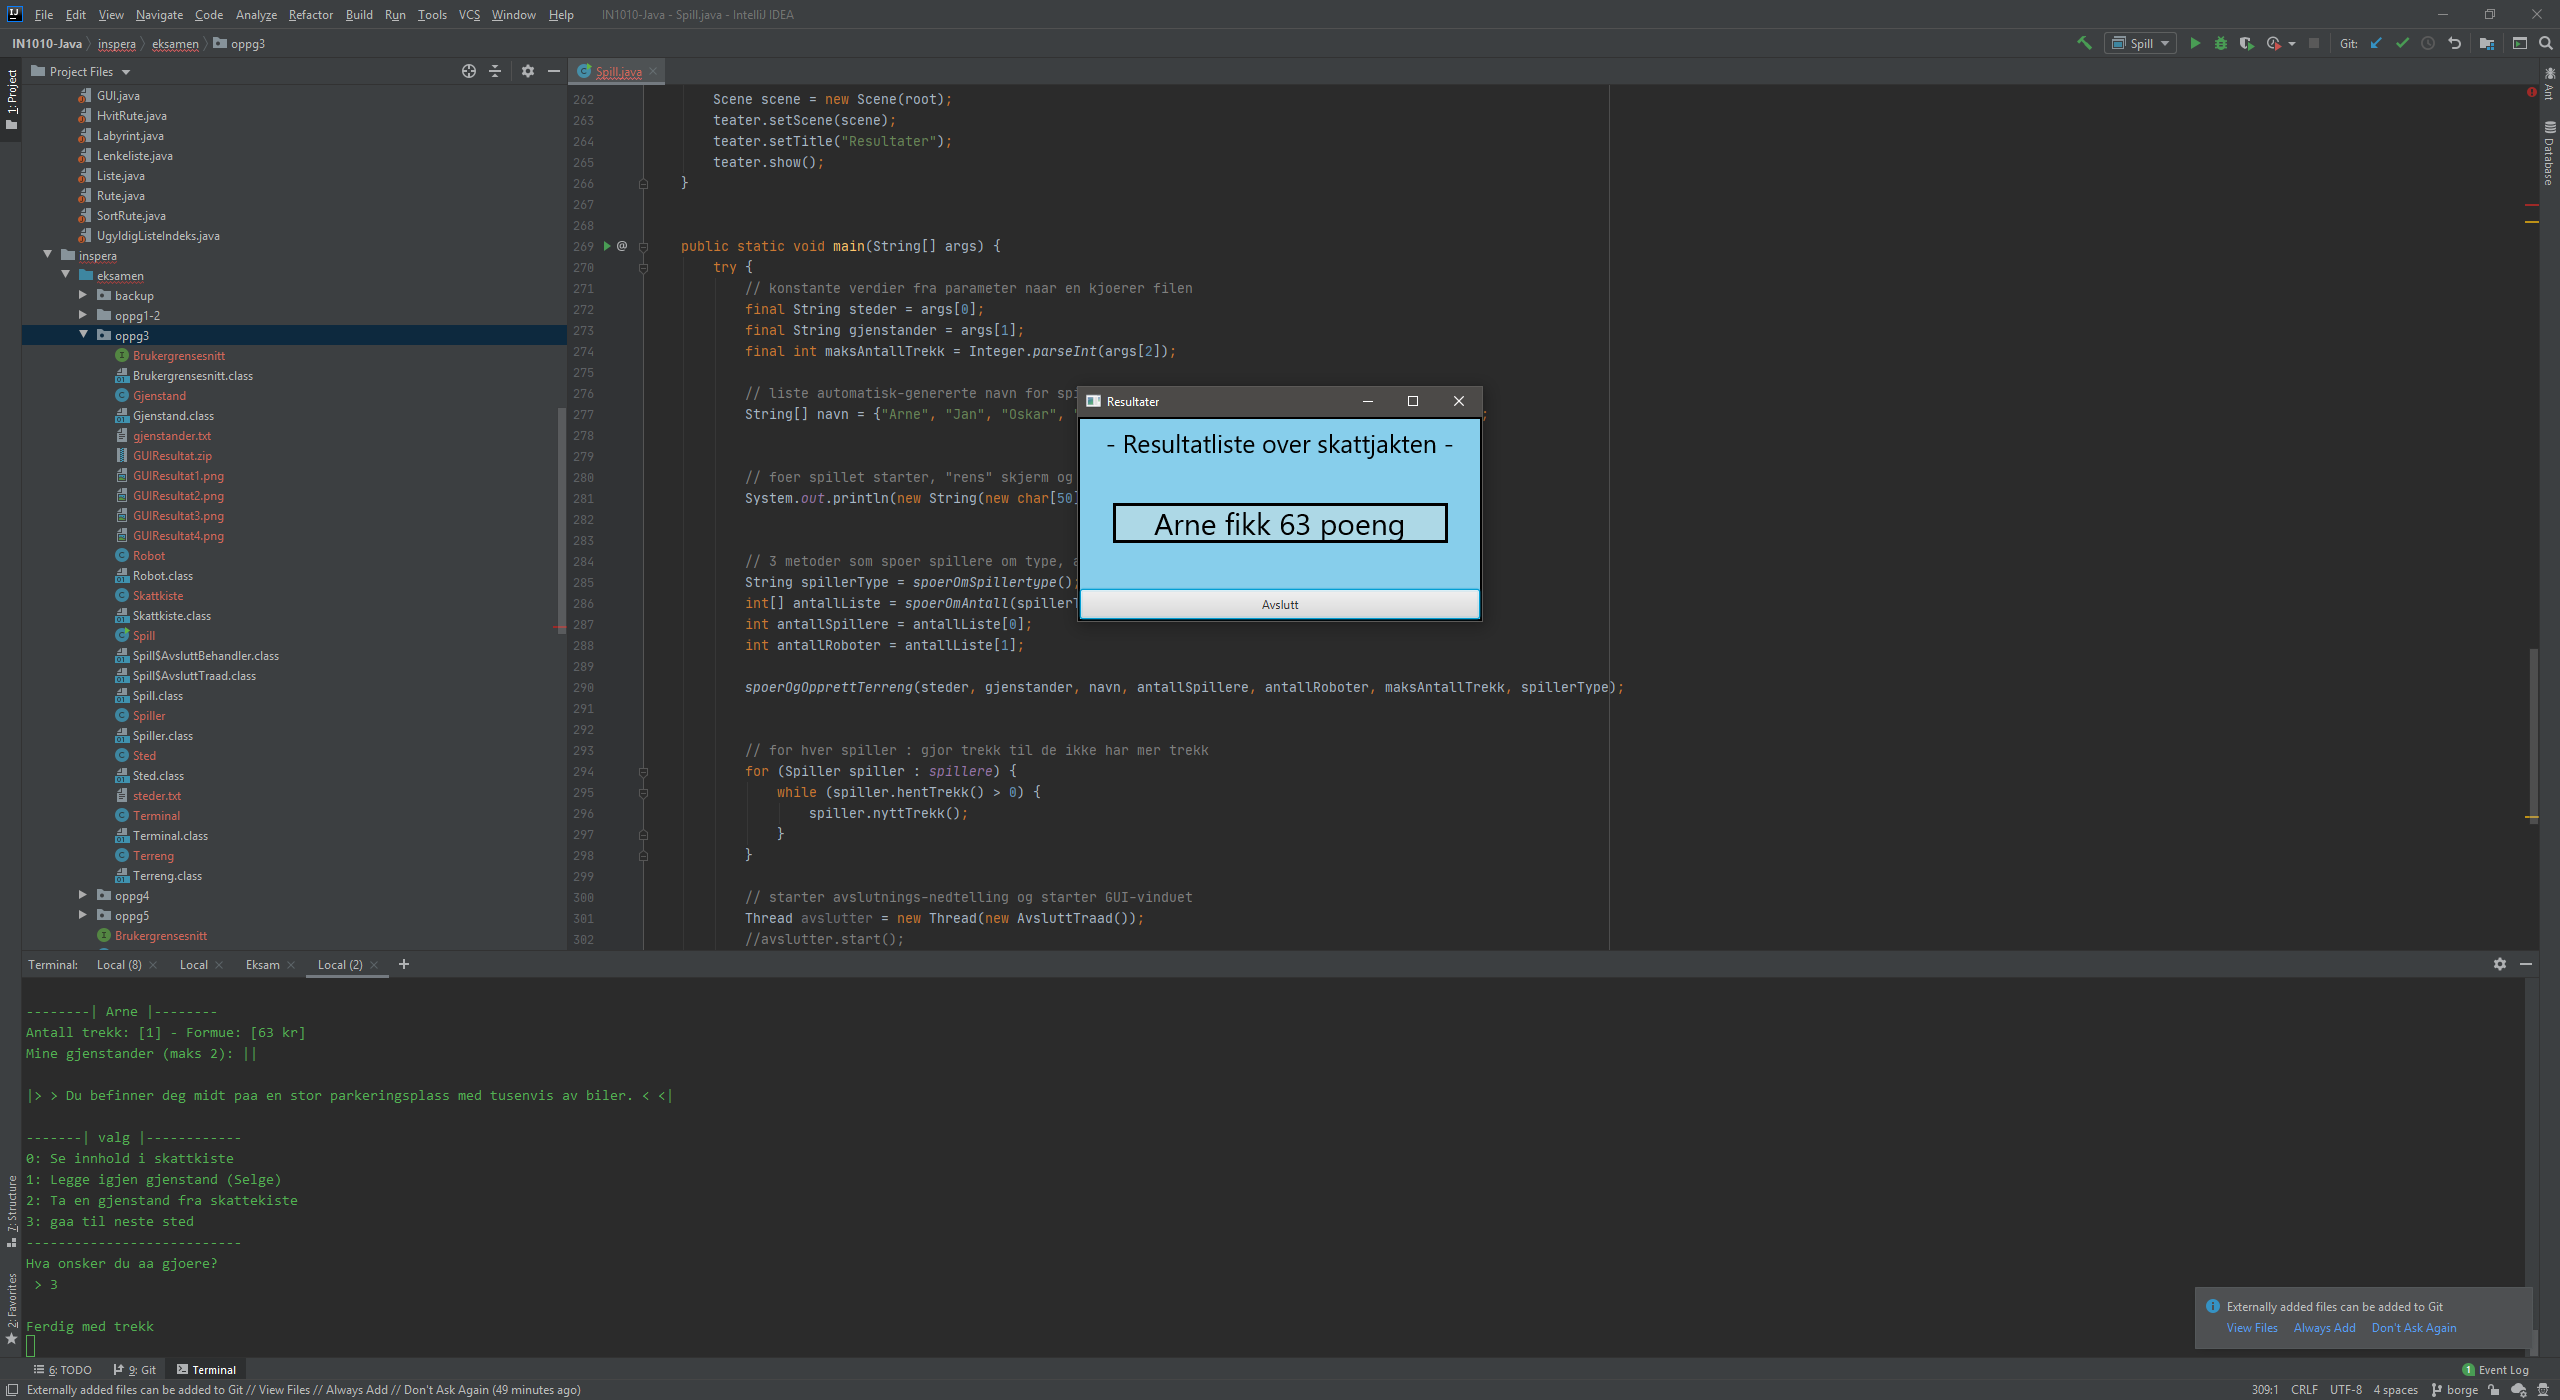 File Edit View Navigate Code Analyze Refactor Build Run Tools VCS Window Help IN1010-Java - Spill.java - IntelliJ IDEA
IN1010-Java inspera eksamen oppg3
Spill Git:
1: Project
Project Files
GUI.java
HvitRute.java
Labyrint.java
Lenkeliste.java
Liste.java
Rute.java
SortRute.java
UgyldigListeIndeks.java
inspera
eksamen
backup
oppg1-2
oppg3
Brukergrensesnitt
Brukergrensesnitt.class
Gjenstand
Gjenstand.class
gjenstander.txt
GUIResultat.zip
GUIResultat1.png
GUIResultat2.png
GUIResultat3.png
GUIResultat4.png
Robot
Robot.class
Skattkiste
Skattkiste.class
Spill
Spill$AvsluttBehandler.class
Spill$AvsluttTraad.class
Spill.class
Spiller
Spiller.class
Sted
Sted.class
steder.txt
Terminal
Terminal.class
Terreng
Terreng.class
oppg4
oppg5
Brukergrensesnitt
7: Structure
2: Favorites
Spill.java
262 Scene scene = new Scene(root);
263 teater.setScene(scene);
264 teater.setTitle("Resultater");
265 teater.show();
266 }
267
268
269 @ public static void main(String[] args) {
270 try {
271 // konstante verdier fra parameter naar en kjoerer filen
272 final String steder = args[0];
273 final String gjenstander = args[1];
274 final int maksAntallTrekk = Integer.parseInt(args[2]);
275
276 // liste automatisk-genererte navn for spi
277 String[] navn = {"Arne", "Jan", "Oskar", " ;
278
279
280 // foer spillet starter, "rens" skjerm og
281 System.out.println(new String(new char[50]
282
283
284 // 3 metoder som spoer spillere om type, a
285 String spillerType = spoerOmSpillertype();
286 int[] antallListe = spoerOmAntall(spillerT
287 int antallSpillere = antallListe[0];
288 int antallRoboter = antallListe[1];
289
290 spoerOgOpprettTerreng(steder, gjenstander, navn, antallSpillere, antallRoboter, maksAntallTrekk, spillerType);
291
292
293 // for hver spiller : gjor trekk til de ikke har mer trekk
294 for (Spiller spiller : spillere) {
295 while (spiller.hentTrekk() > 0) {
296 spiller.nyttTrekk();
297 }
298 }
299
300 // starter avslutnings-nedtelling og starter GUI-vinduet
301 Thread avslutter = new Thread(new AvsluttTraad());
302 //avslutter.start();
Resultater
- Resultatliste over skattjakten -
Arne fikk 63 poeng
Avslutt
Ant
Database
Terminal: Local (8) Local Eksam Local (2) +
--------| Arne |--------
Antall trekk: [1] - Formue: [63 kr]
Mine gjenstander (maks 2): ||
|> > Du befinner deg midt paa en stor parkeringsplass med tusenvis av biler. < <|
-------| valg |------------
0: Se innhold i skattkiste
1: Legge igjen gjenstand (Selge)
2: Ta en gjenstand fra skattekiste
3: gaa til neste sted
---------------------------
Hva onsker du aa gjoere?
> 3
Ferdig med trekk
Externally added files can be added to Git
View Files Always Add Don't Ask Again
6: TODO 9: Git Terminal 1 Event Log
Externally added files can be added to Git // View Files // Always Add // Don't Ask Again (49 minutes ago) 309:1 CRLF UTF-8 4 spaces borge